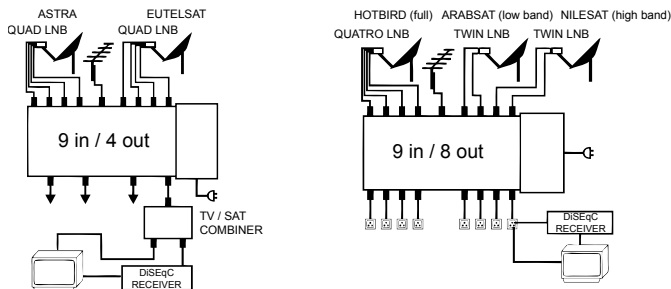 ASTRA
QUAD LNB
EUTELSAT
QUAD LNB
9 in / 4 out
TV / SAT
COMBINER
DiSEqC
RECEIVER
HOTBIRD (full)
QUATRO LNB
ARABSAT (low band)
TWIN LNB
NILESAT (high band)
TWIN LNB
9 in / 8 out
DiSEqC
RECEIVER